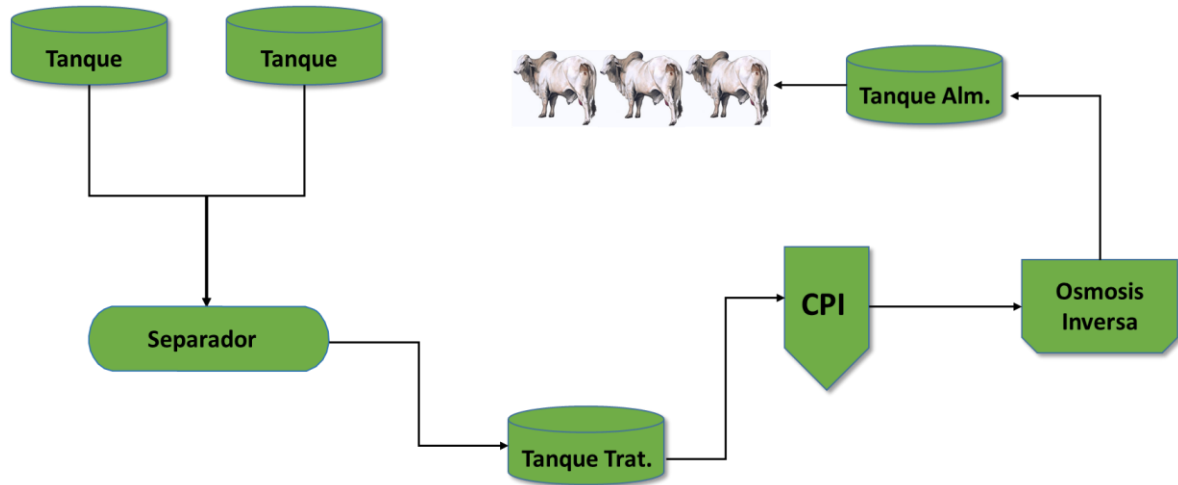 Tanque
Tanque
Tanque Alm.
Separador
CPI
Osmosis
Inversa
Tanque Trat.